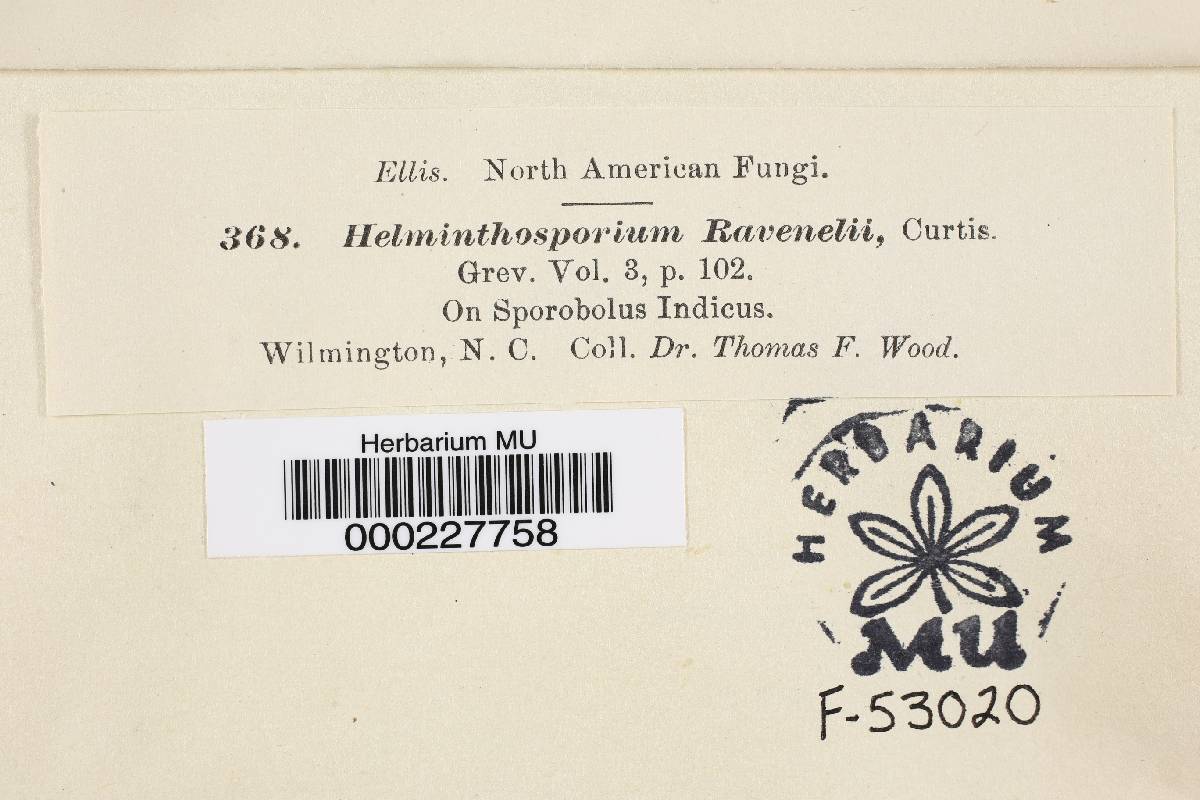 Ellis. North American Fungi.
368. Helminthosporium Ravenelii, Curtis.
Grev. Vol. 3, p. 102.
On Sporobolus Indicus.
Wilmington, N. C. Coll. Dr. Thomas F. Wood.
Herbarium MU
000227758
HERBARIUM
MU
F-53020